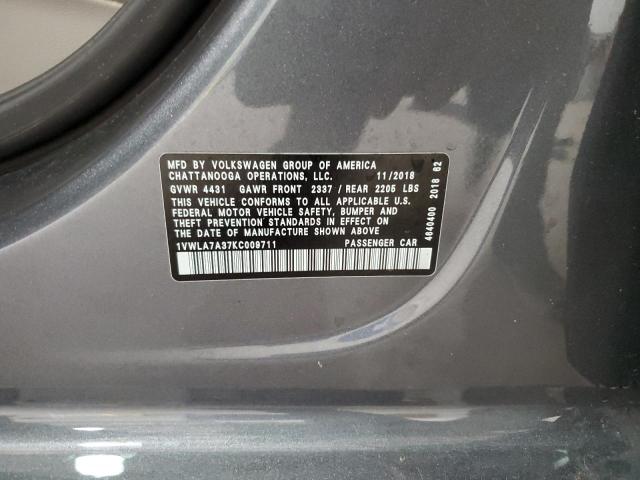 MFD BY VOLKSWAGEN GROUP OF AMERICA
CHATTANOOGA OPERATIONS, LLC. 11/2018
GVWR 4431 GAWR FRONT 2337 / REAR 2205 LBS
THIS VEHICLE CONFORMS TO ALL APPLICABLE U.S.
FEDERAL MOTOR VEHICLE SAFETY, BUMPER AND
THEFT PREVENTION STANDARDS IN EFFECT ON
THE DATE OF MANUFACTURE SHOWN ABOVE
1VWLA7A37KC009711 PASSENGER CAR
4640400 2018 62